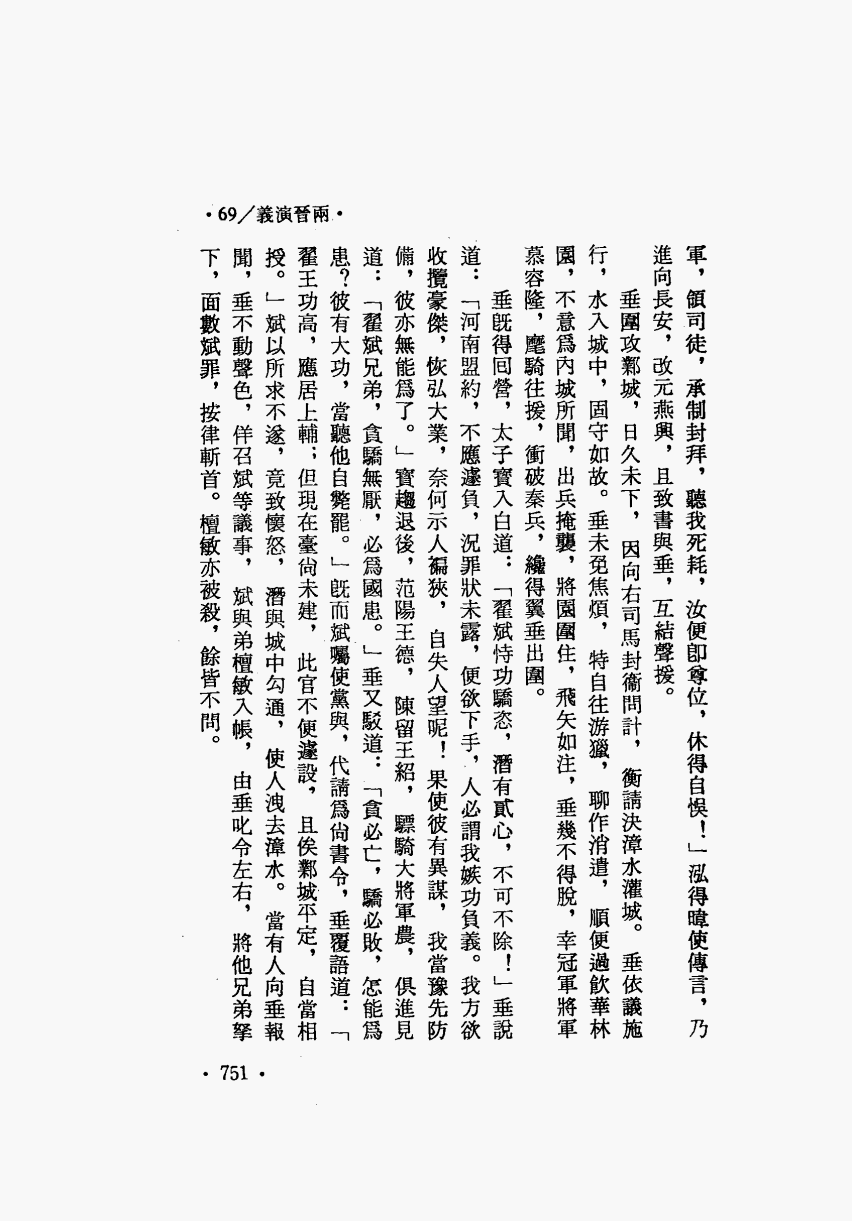 •69／義演晉兩•
軍，領司徒，承制封拜，聽我死耗，汝便卽尊位，休得自悞！」泓得暐使傳言，乃
進向長安，改元燕興，且致書與垂，互結聲援。
垂圍攻鄴城，日久未下，因向右司馬封衡問計，衡請決漳水灌城。垂依議施
行，水入城中，固守如故。垂未免焦煩，特自往游獵，聊作消遣，順便過飮華林
園，不意爲內城所聞，出兵掩襲，將園圍住，飛矢如注，垂幾不得脫，幸冠軍將軍
慕容隆，麾騎往援，衝破秦兵，纔得翼垂出圍。
垂旣得回營，太子寶入白道：「翟斌恃功驕恣，潛有貳心，不可不除！」垂說
道：「河南盟約，不應遽負，況罪狀未露，便欲下手，人必謂我嫉功負義。我方欲
收攬豪傑，恢弘大業，奈何示人褊狹，自失人望呢！果使彼有異謀，我當豫先防
備，彼亦無能爲了。」寶趨退後，范陽王德，陳留王紹，驃騎大將軍農，俱進見
道：「翟斌兄弟，貪驕無厭，必爲國患。」垂又駁道：「貪必亡，驕必敗，怎能爲
患？彼有大功，當聽他自斃罷。」旣而斌囑使黨與，代請爲尙書令，垂覆語道：「
翟王功高，應居上輔；但現在臺尙未建，此官不便遽設，且俟鄴城平定，自當相
授。」斌以所求不遂，竟致懷怒，潛與城中勾通，使人洩去漳水。當有人向垂報
聞，垂不動聲色，佯召斌等議事，斌與弟檀敏入帳，由垂叱令左右，將他兄弟拏
下，面數斌罪，按律斬首。檀敏亦被殺，餘皆不問。
•751•